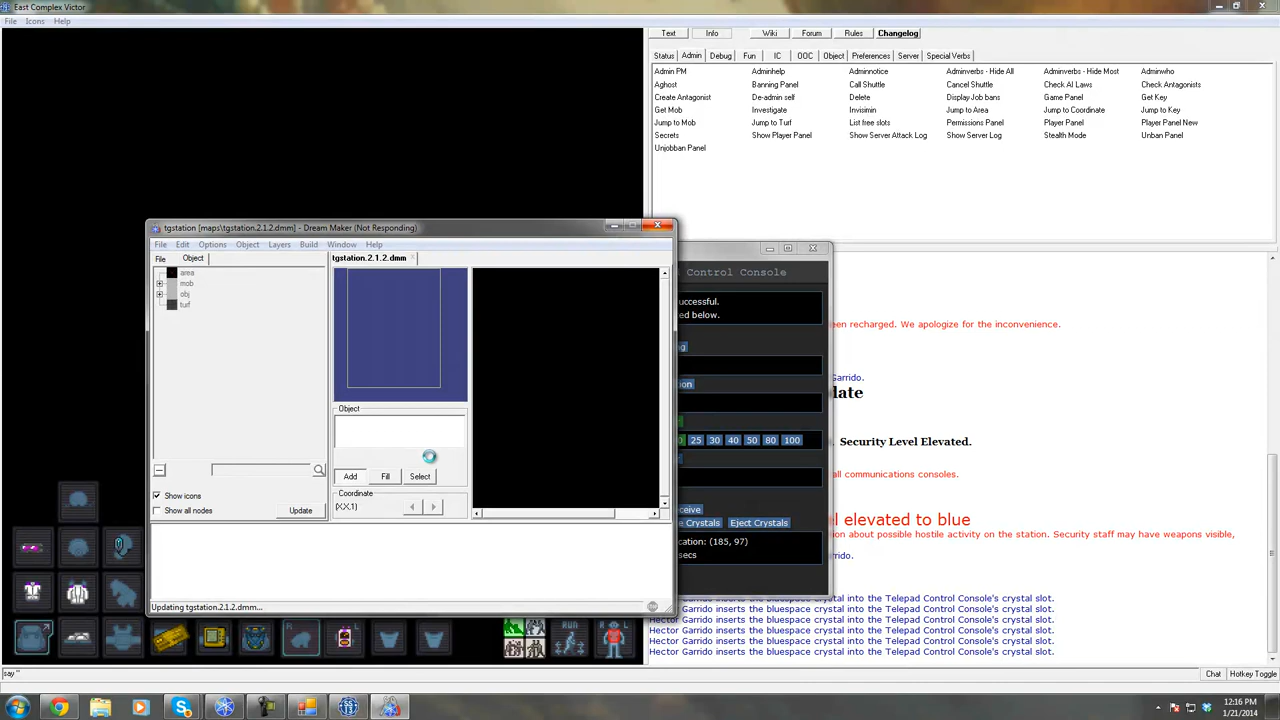 East Complex Victor
File Icons Help
Text Info Wiki Forum Rules Changelog
Status Admin Debug Fun IC OOC Object Preferences Server Special Verbs
Admin PM Adminhelp Adminnotice Adminverbs - Hide All Adminverbs - Hide Most Adminwho
Aghost Banning Panel Call Shuttle Cancel Shuttle Check AI Laws Check Antagonists
Create Antagonist De-admin self Delete Display Job bans Game Panel Get Key
Get Mob Investigate Invisimin Jump to Area Jump to Coordinate Jump to Key
Jump to Mob Jump to Turf List free slots Permissions Panel Player Panel Player Panel New
Secrets Show Player Panel Show Server Attack Log Show Server Log Stealth Mode Unban Panel
Unjobban Panel
tgstation [maps\tgstation.2.1.2.dmm] - Dream Maker (Not Responding)
File Edit Options Object Layers Build Window Help
File Object tgstation.2.1.2.dmm
area
mob
obj
turf
Object
Add Fill Select
Coordinate
(X,X,1)
Show icons
Show all nodes
Update
Updating tgstation.2.1.2.dmm...
Control Console
uccessful.
ed below.
25 30 40 50 80 100
ceive
e Crystals Eject Crystals
cation: (185, 97)
secs
en recharged. We apologize for the inconvenience.
Garrido.
date
Security Level Elevated.
all communications consoles.
l elevated to blue
on about possible hostile activity on the station. Security staff may have weapons visible,
rrido.
Hector Garrido inserts the bluespace crystal into the Telepad Control Console's crystal slot.
Hector Garrido inserts the bluespace crystal into the Telepad Control Console's crystal slot.
Hector Garrido inserts the bluespace crystal into the Telepad Control Console's crystal slot.
Hector Garrido inserts the bluespace crystal into the Telepad Control Console's crystal slot.
Hector Garrido inserts the bluespace crystal into the Telepad Control Console's crystal slot.
Hector Garrido inserts the bluespace crystal into the Telepad Control Console's crystal slot.
RUN
R L
say "
Chat Hotkey Toggle
12:16 PM
1/21/2014